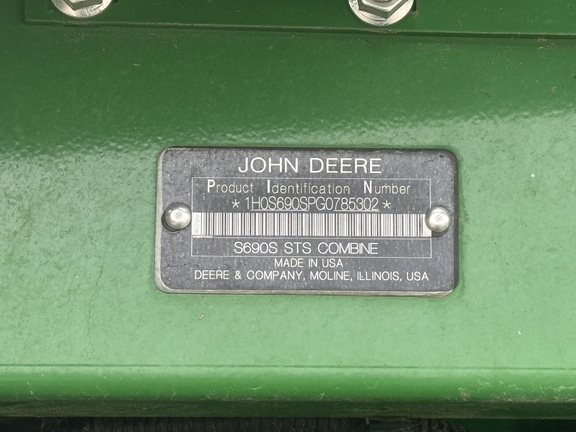 JOHN DEERE
Product Identification Number
*1H0S690SPG0785302*
S690S STS COMBINE
MADE IN USA
DEERE & COMPANY, MOLINE, ILLINOIS, USA